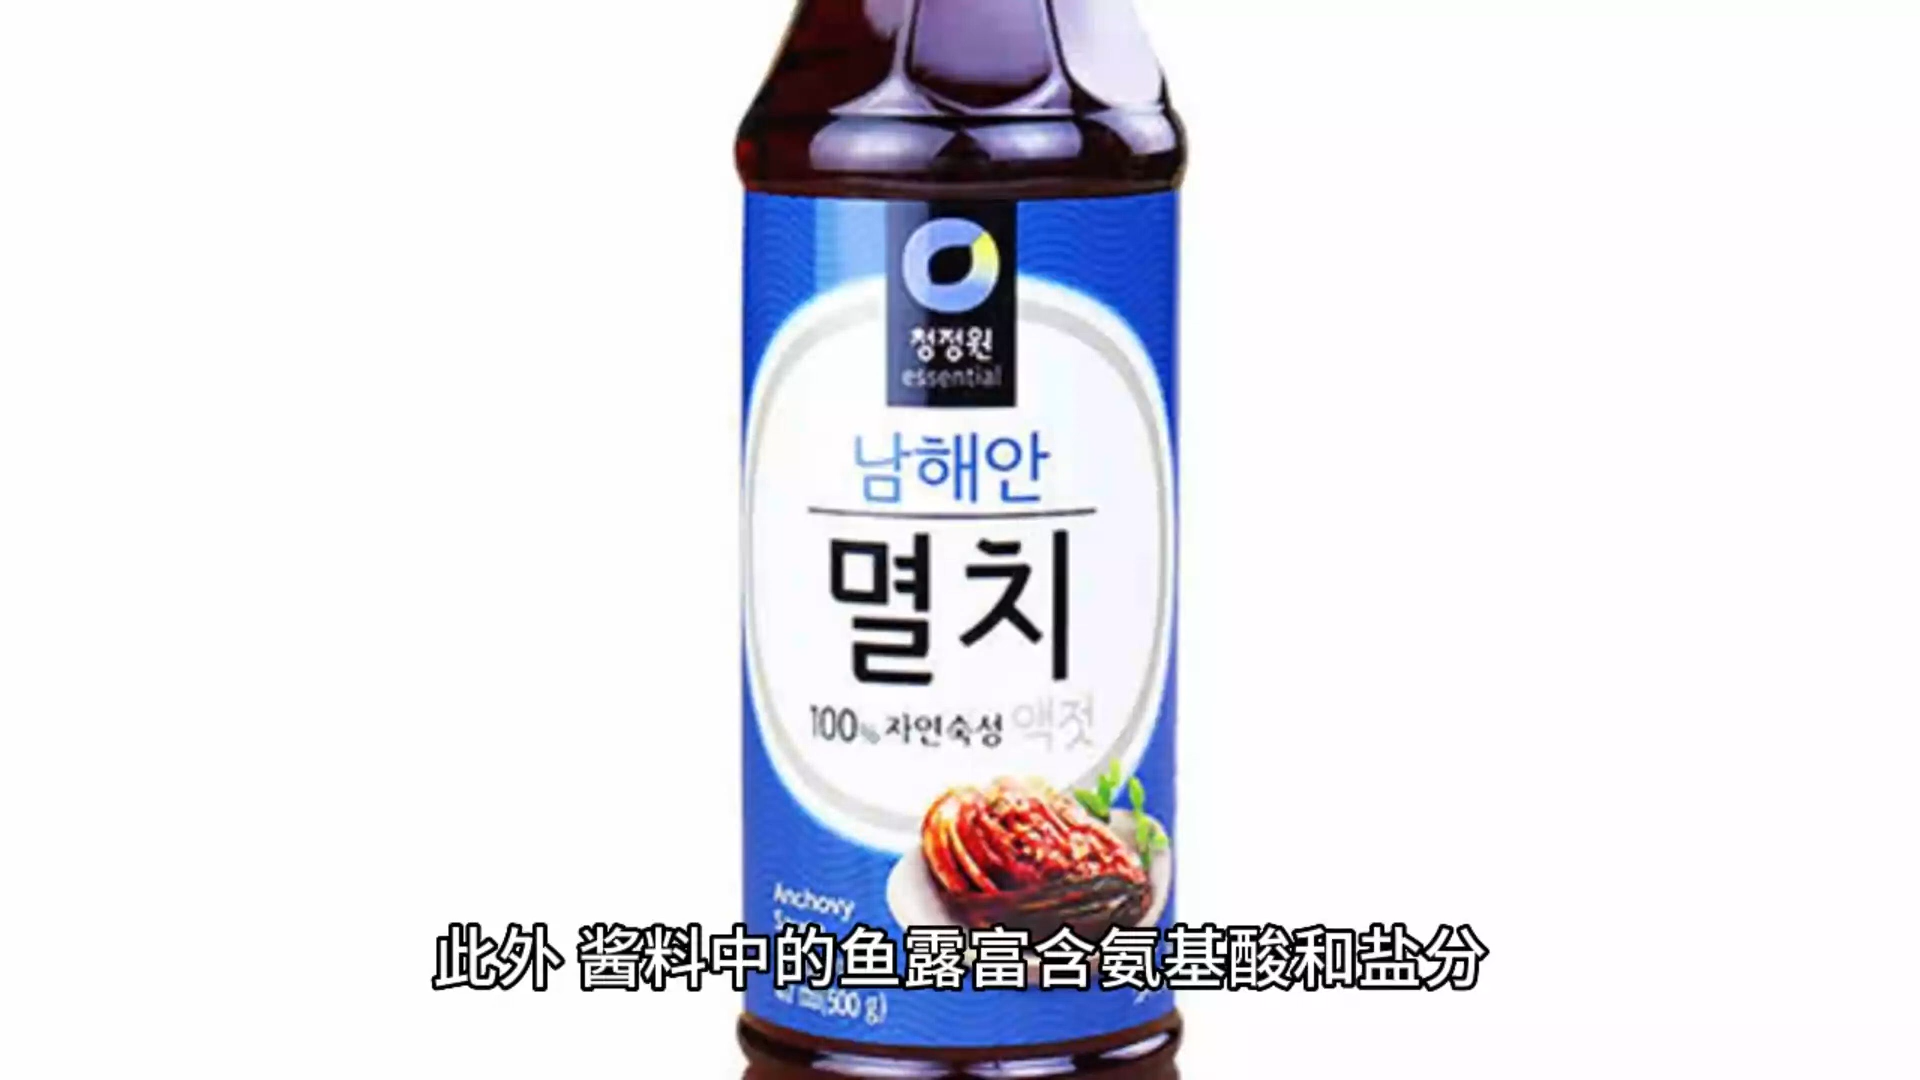 청정원
essential
남해안
멸치
100% 자연숙성 액젓
Anchovy
此外 酱料中的鱼露富含氨基酸和盐分
(500 g)